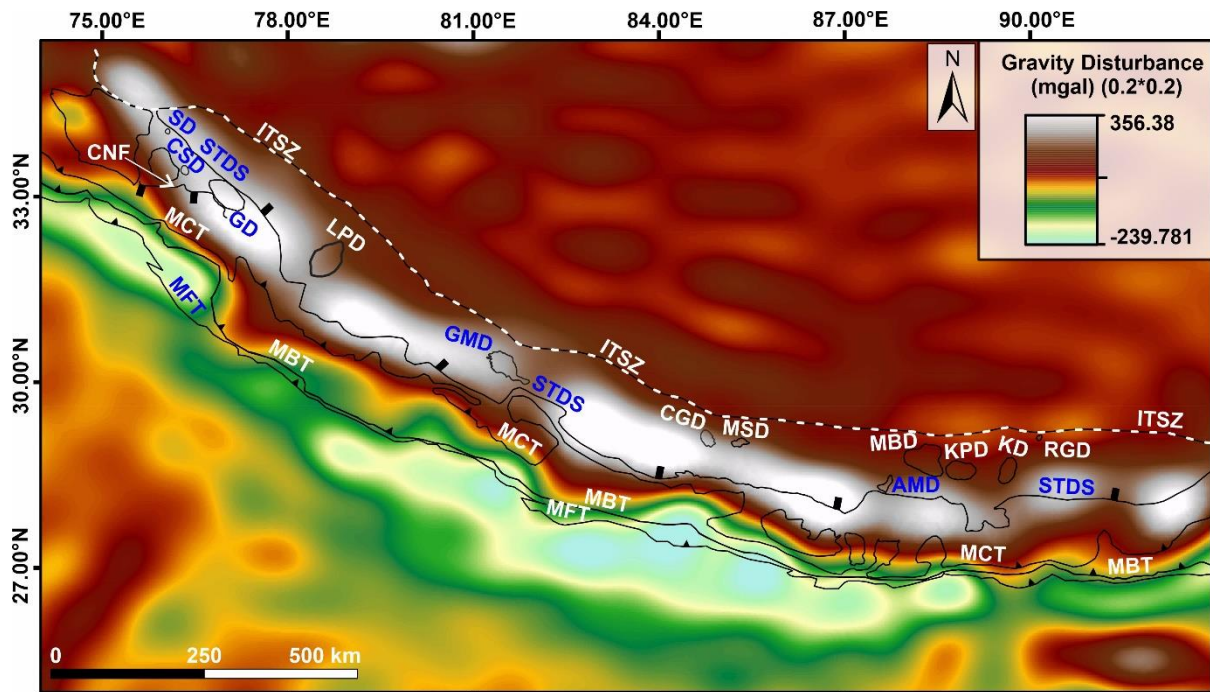 75.00°E 78.00°E 81.00°E 84.00°E 87.00°E 90.00°E
N
Gravity Disturbance
(mgal) (0.2*0.2)
356.38
-239.781
SD STDS
ITSZ
CNF
CSD
33.00°N
MCT
GD
LPD
MFT
GMD
ITSZ
MBT
30.00°N
STDS
CGD
MSD
ITSZ
MCT
MBD
KPD
KD
RGD
AMD
STDS
MBT
MFT
MCT
MBT
27.00°N
0 250 500 km